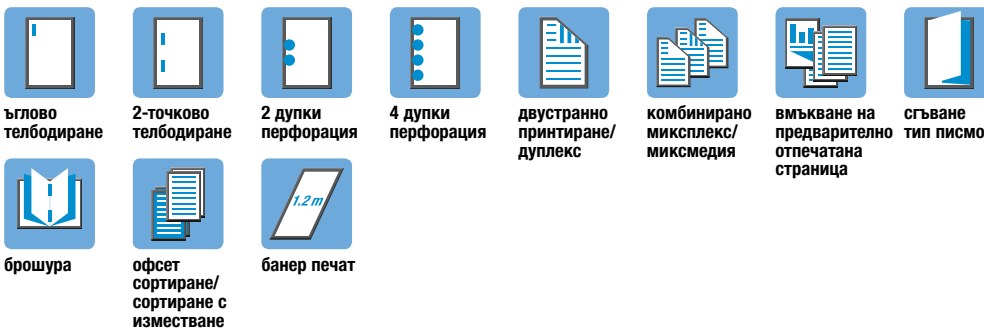 ъглово
телбодиране
2-точково
телбодиране
2 дупки
перфорация
4 дупки
перфорация
двустранно
принтиране/
дуплекс
комбинирано
миксплекс/
миксмедия
вмъкване на
предварително
отпечатана
страница
сгъване
тип писмо
брошура
офсет
сортиране/
сортиране с
изместване
1.2 m
банер печат